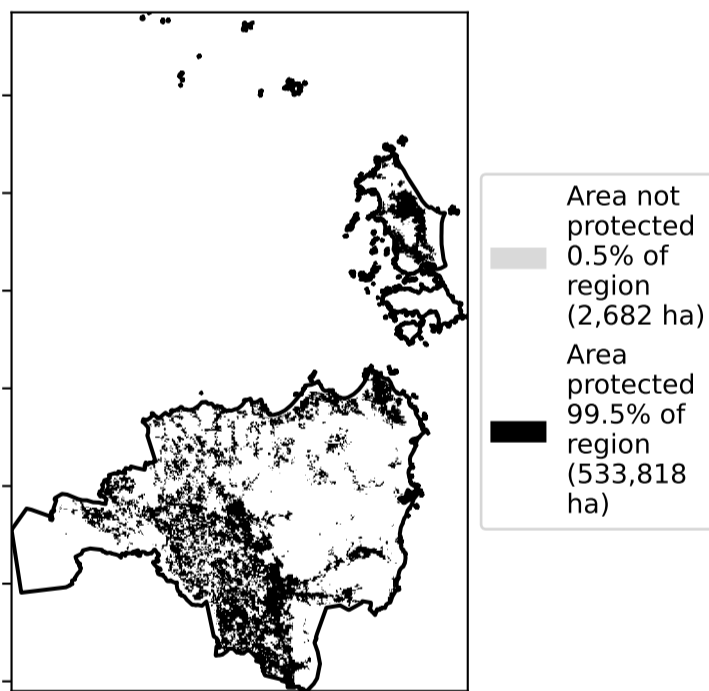 Area not
protected
0.5% of
region
(2,682 ha)
Area
protected
99.5% of
region
(533,818
ha)